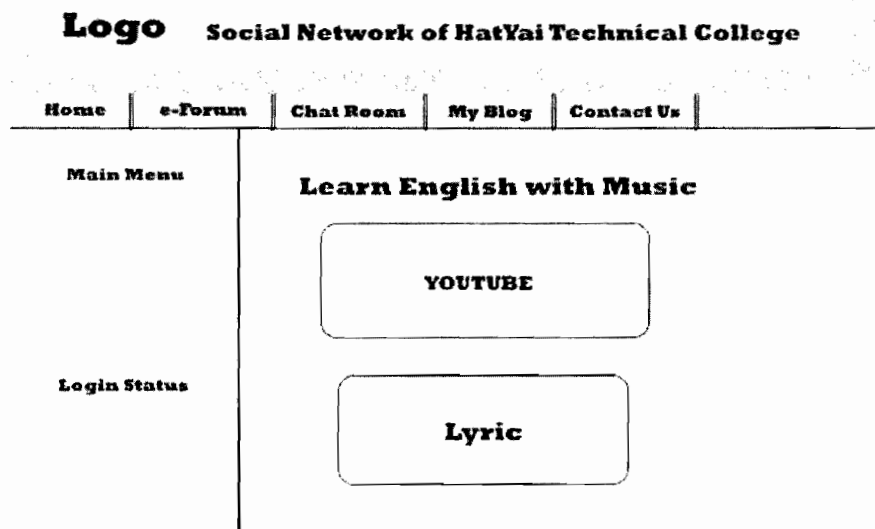 Logo Social Network of HatYai Technical College
Home e-Forum Chat Room My Blog Contact Us
Main Menu
Learn English with Music
YOUTUBE
Login Status
Lyric